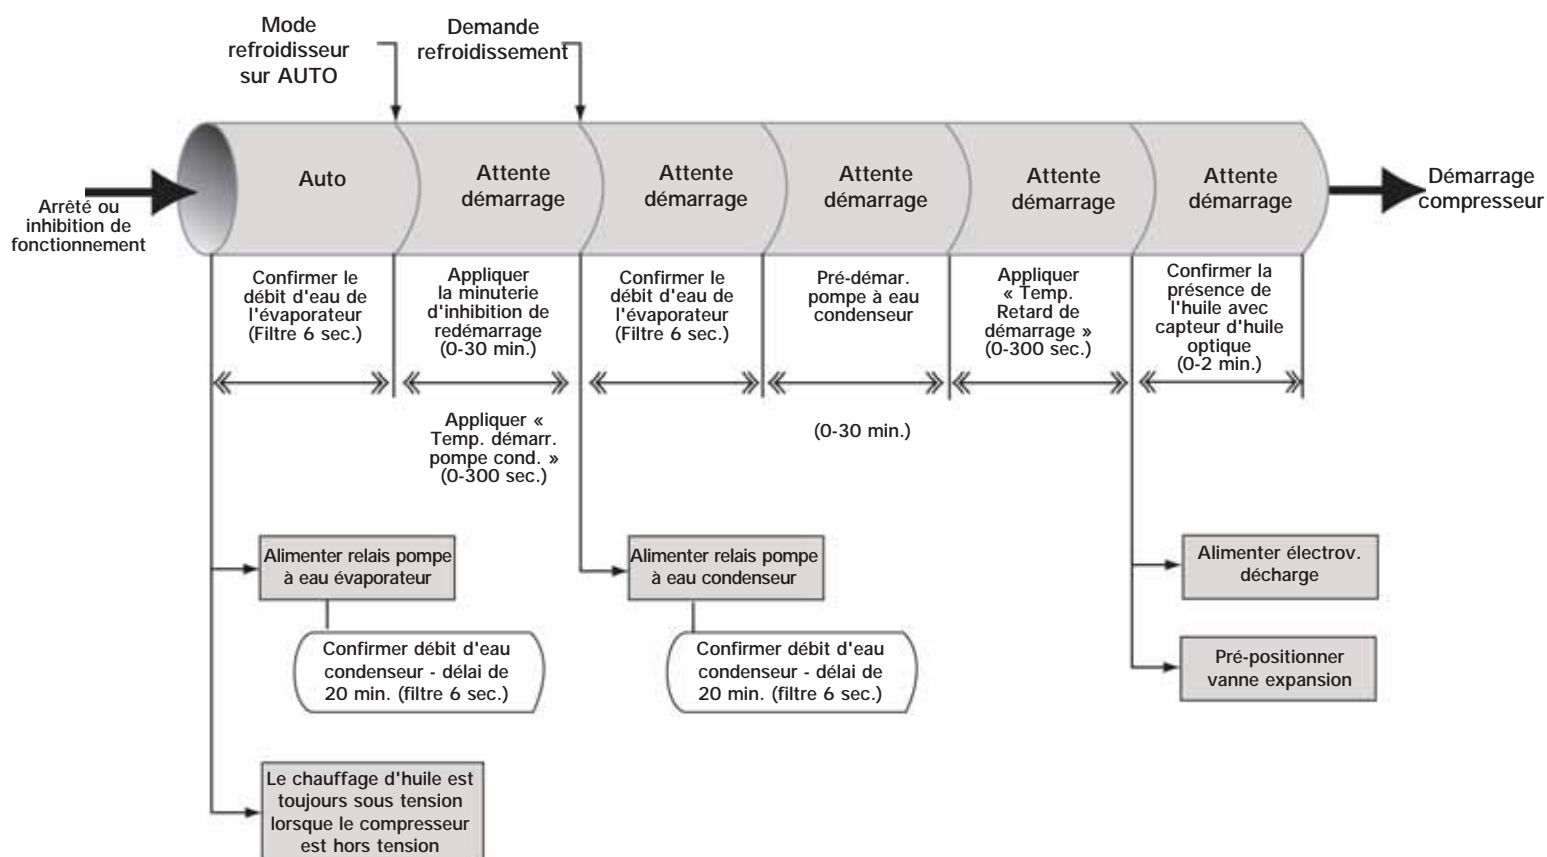 Mode
refroidisseur
sur AUTO
Demande
refroidissement
Arrêté ou
inhibition de
fonctionnement
Auto
Attente
démarrage
Attente
démarrage
Attente
démarrage
Attente
démarrage
Attente
démarrage
Démarrage
compresseur
Confirmer le
débit d'eau de
l'évaporateur
(Filtre 6 sec.)
Appliquer
la minuterie
d'inhibition de
redémarrage
(0-30 min.)
Confirmer le
débit d'eau de
l'évaporateur
(Filtre 6 sec.)
Pré-démar.
pompe à eau
condenseur
Appliquer
« Temp.
Retard de
démarrage »
(0-300 sec.)
Confirmer la
présence de
l'huile avec
capteur d'huile
optique
(0-2 min.)
Appliquer «
Temp. démarr.
pompe cond. »
(0-300 sec.)
(0-30 min.)
Alimenter relais pompe
à eau évaporateur
Alimenter relais pompe
à eau condenseur
Alimenter électrov.
décharge
Confirmer débit d'eau
condenseur - délai de
20 min. (filtre 6 sec.)
Confirmer débit d'eau
condenseur - délai de
20 min. (filtre 6 sec.)
Pré-positionner
vanne expansion
Le chauffage d'huile est
toujours sous tension
lorsque le compresseur
est hors tension